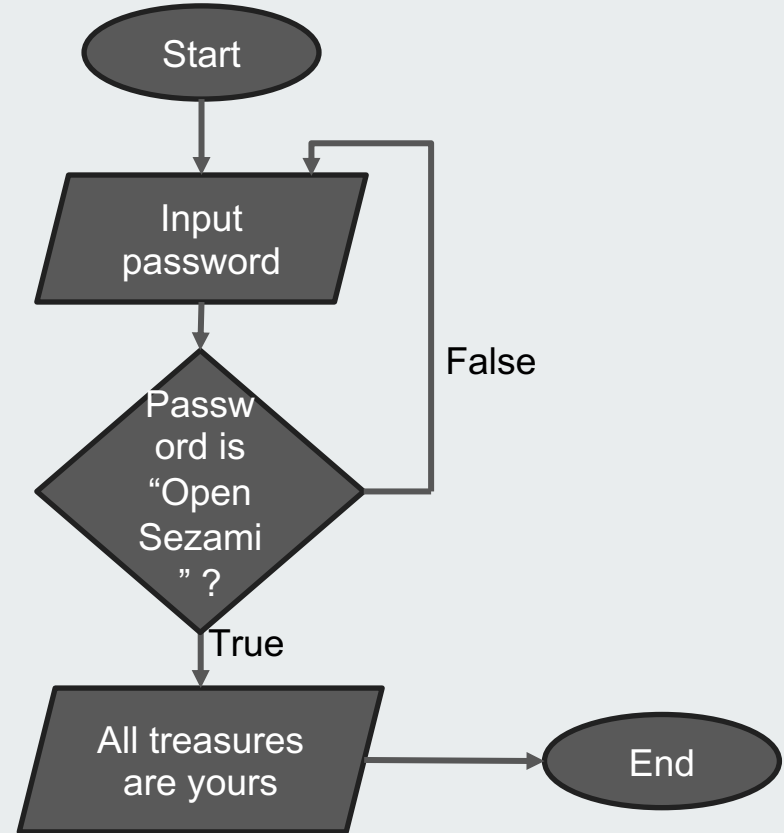 Start
Input
password
False
Passw
ord is
“Open
Sezami
” ?
True
All treasures
are yours
End